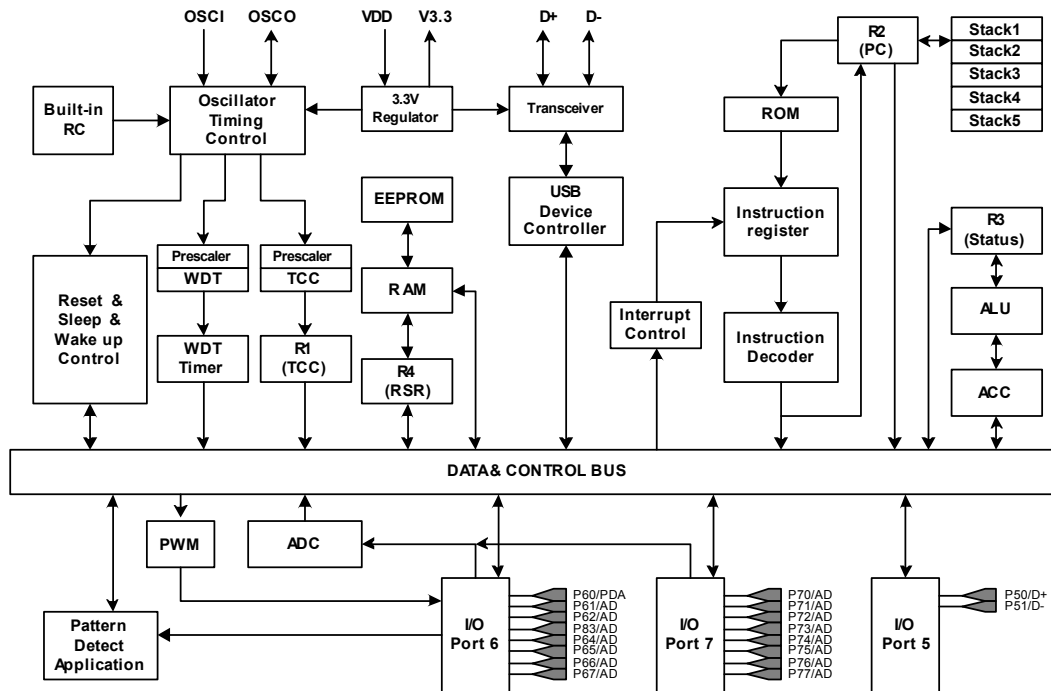 OSCI
OSCO
VDD
V3.3
D+
D-
R2
(PC)
Stack1
Stack2
Stack3
Stack4
Stack5
Built-in
RC
Oscillator
Timing
Control
3.3V
Regulator
Transceiver
ROM
EEPROM
USB
Device
Controller
Instruction
register
R3
(Status)
Prescaler
WDT
Prescaler
TCC
RAM
Reset &
Sleep &
Wake up
Control
Interrupt
Control
ALU
WDT
Timer
R1
(TCC)
R4
(RSR)
Instruction
Decoder
ACC
DATA& CONTROL BUS
PWM
ADC
Pattern
Detect
Application
I/O
Port 6
P60/PDA
P61/AD
P62/AD
P83/AD
P64/AD
P65/AD
P66/AD
P67/AD
I/O
Port 7
P70/AD
P71/AD
P72/AD
P73/AD
P74/AD
P75/AD
P76/AD
P77/AD
I/O
Port 5
P50/D+
P51/D-